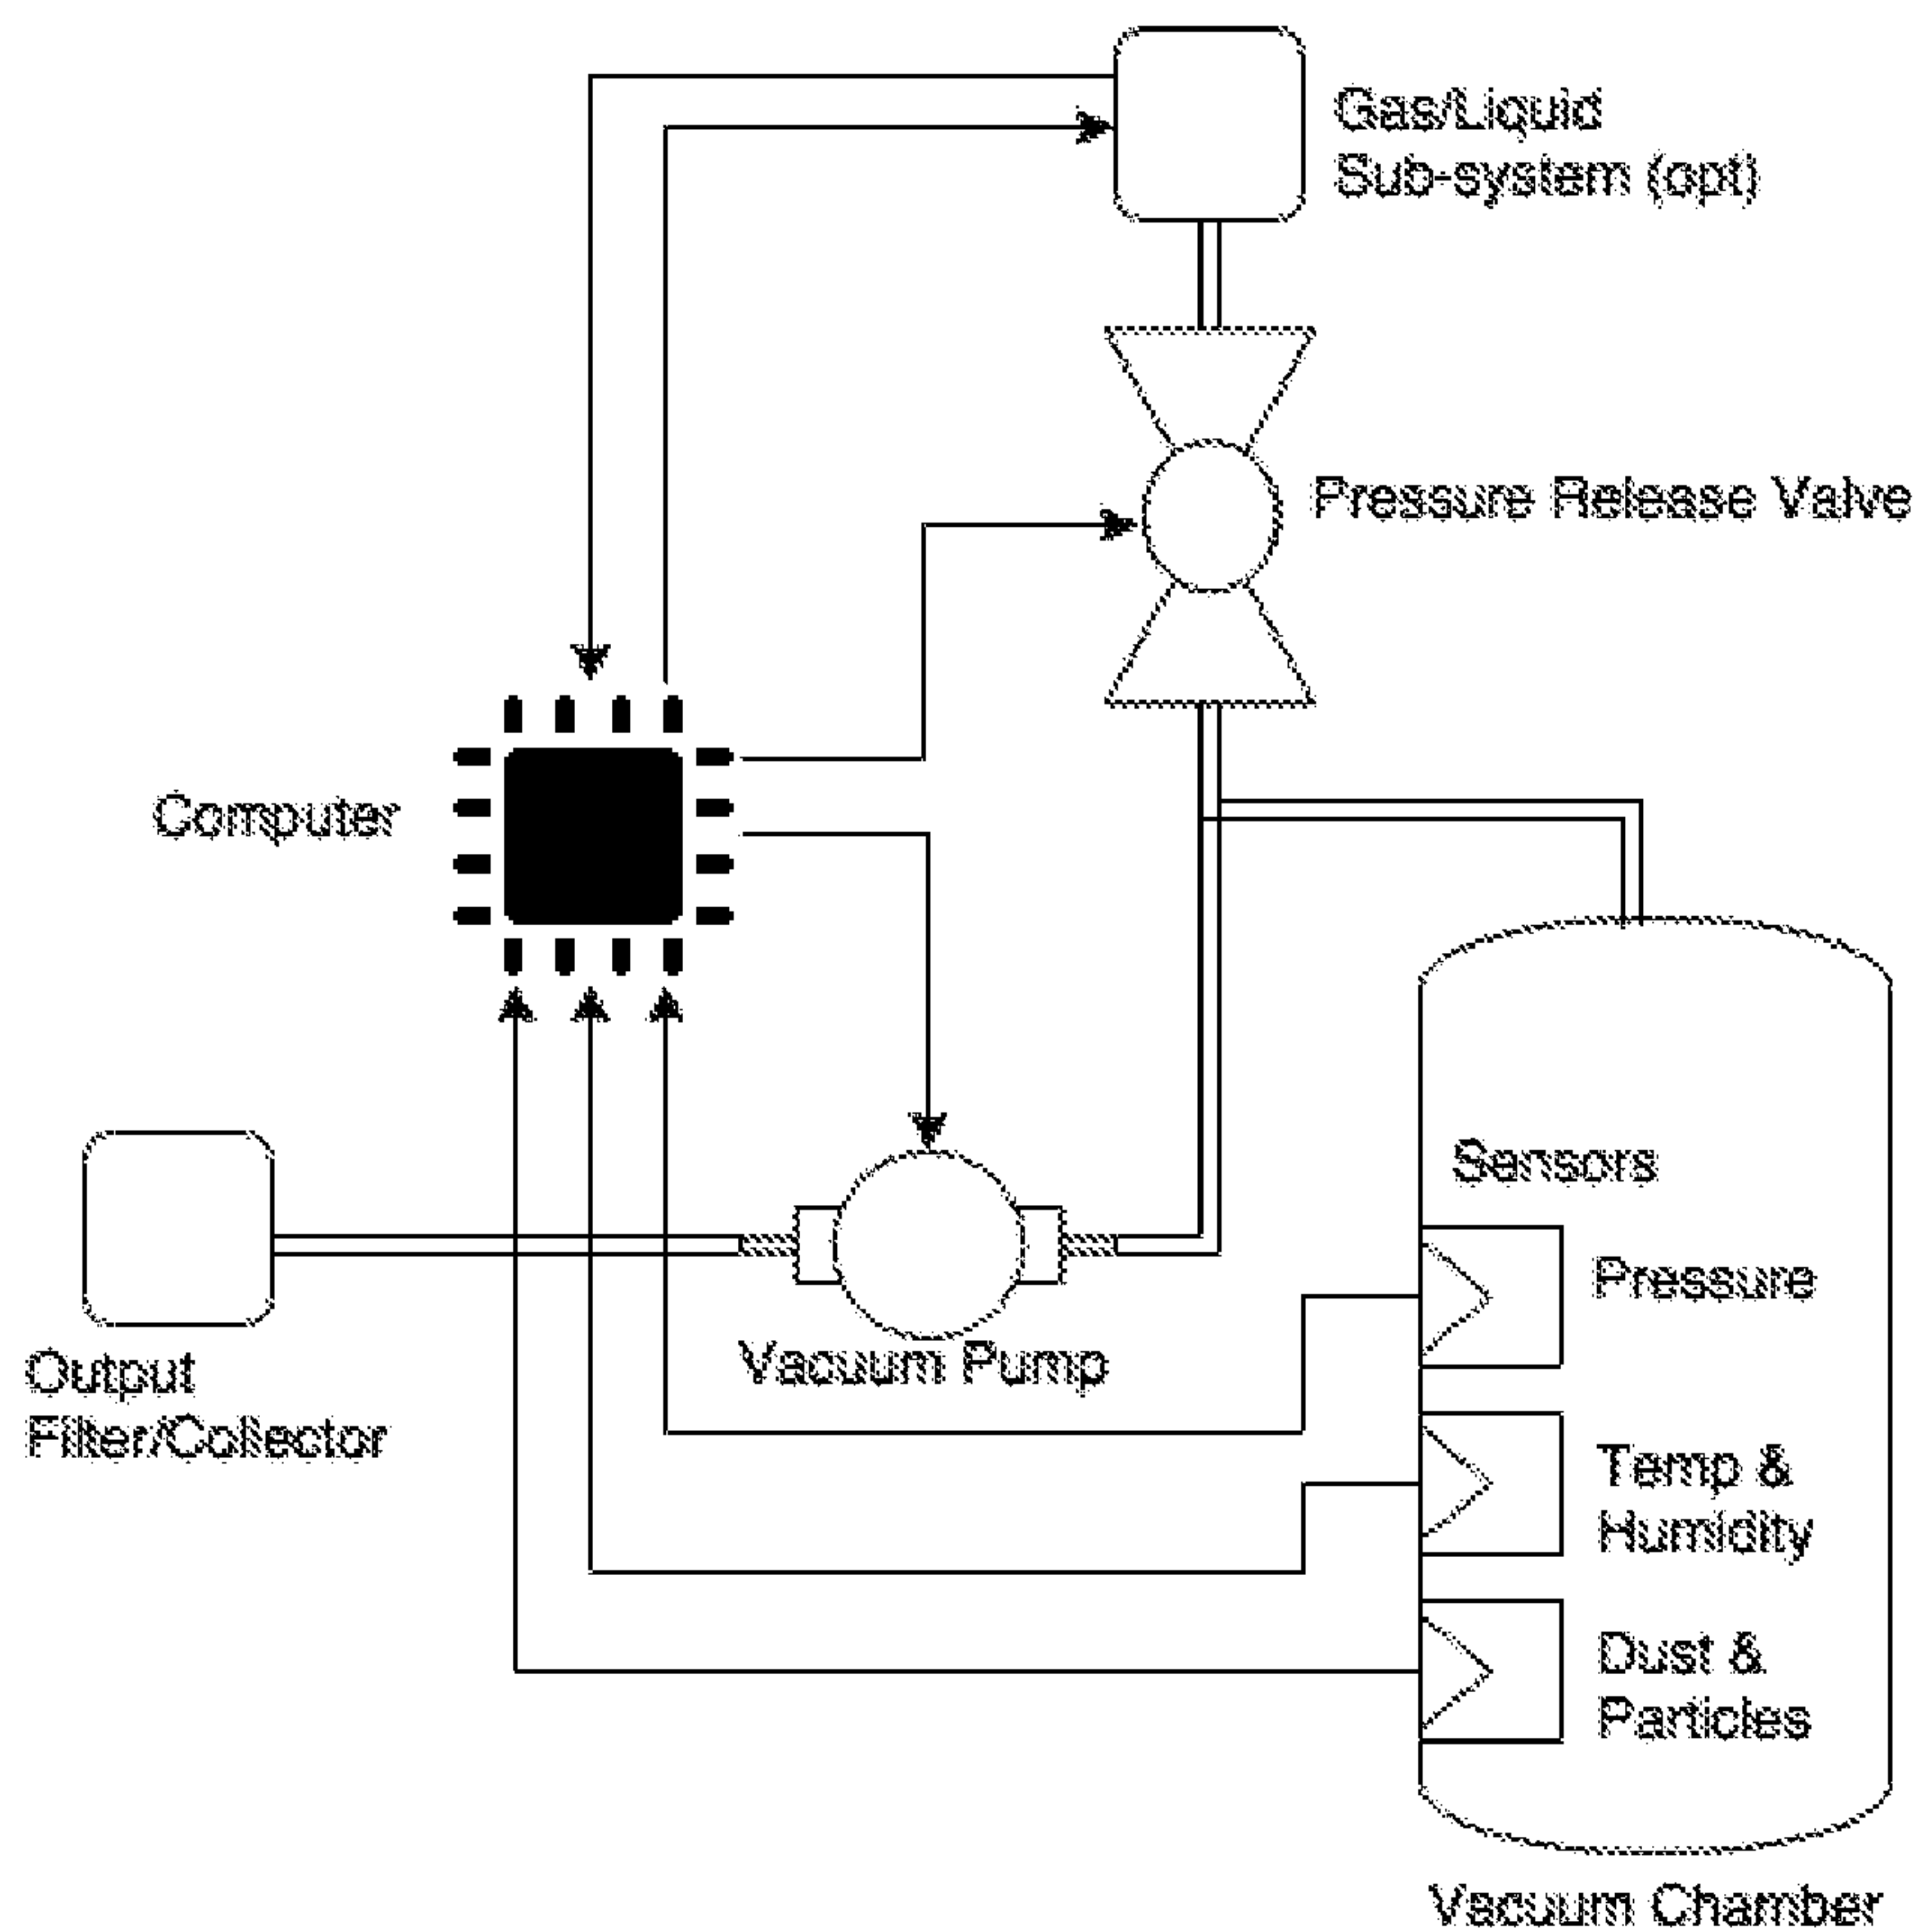 Gas/Liquid
Sub-system (opt)
Pressure Release Valve
Computer
Sensors
Pressure
Output
Filter/Collector
Vacuum Pump
Temp &
Humidity
Dust &
Particles
Vacuum Chamber